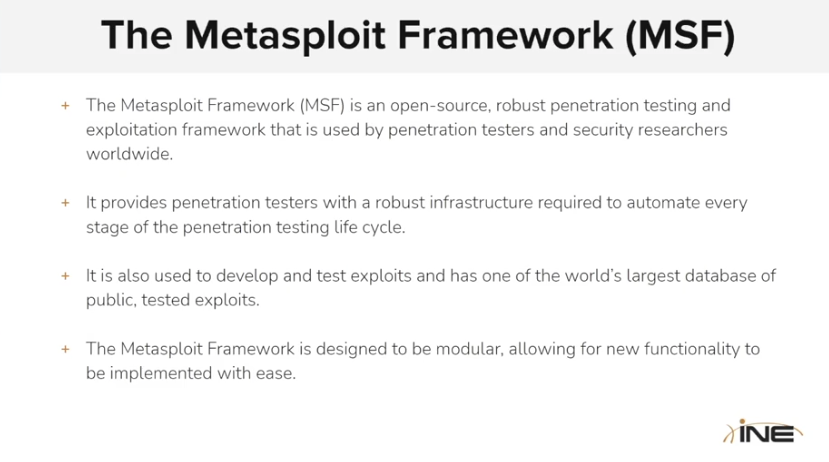 The Metasploit Framework (MSF)
+ The Metasploit Framework (MSF) is an open-source, robust penetration testing and
exploitation framework that is used by penetration testers and security researchers
worldwide.
+ It provides penetration testers with a robust infrastructure required to automate every
stage of the penetration testing life cycle.
+ It is also used to develop and test exploits and has one of the world's largest database of
public, tested exploits.
+ The Metasploit Framework is designed to be modular, allowing for new functionality to
be implemented with ease.
iNE